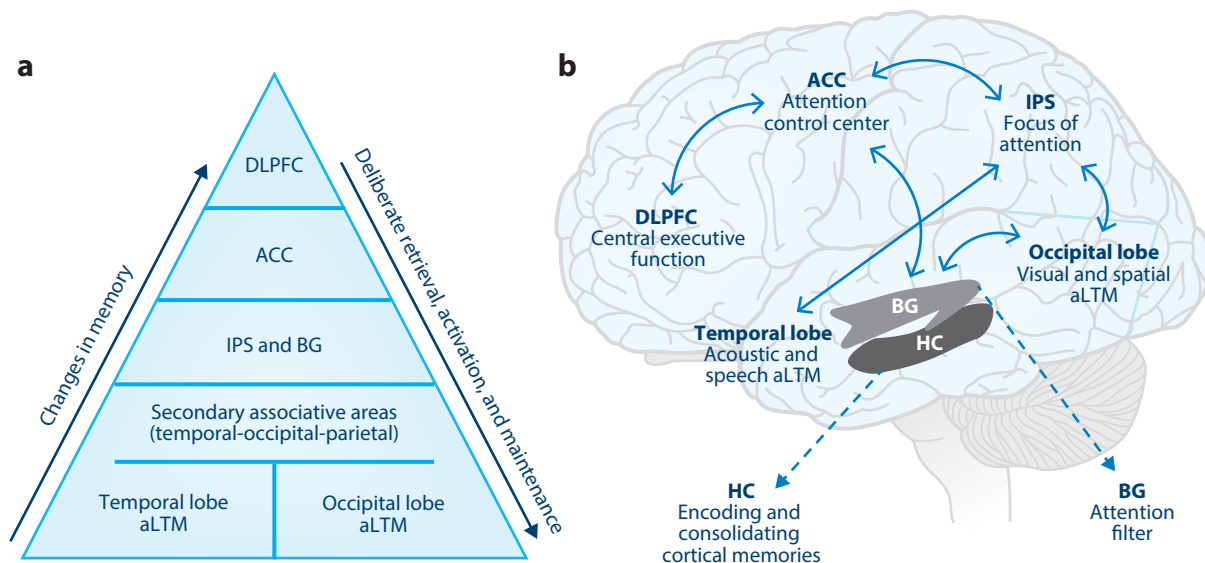 a
DLPFC
ACC
IPS and BG
Secondary associative areas
(temporal-occipital-parietal)
Temporal lobe
aLTM
Occipital lobe
aLTM
Changes in memory
Deliberate retrieval, activation, and maintenance
b
ACC
Attention
control center
IPS
Focus of
attention
DLPFC
Central executive
function
Occipital lobe
Visual and spatial
aLTM
BG
HC
Temporal lobe
Acoustic and
speech aLTM
HC
Encoding and
consolidating
cortical memories
BG
Attention
filter